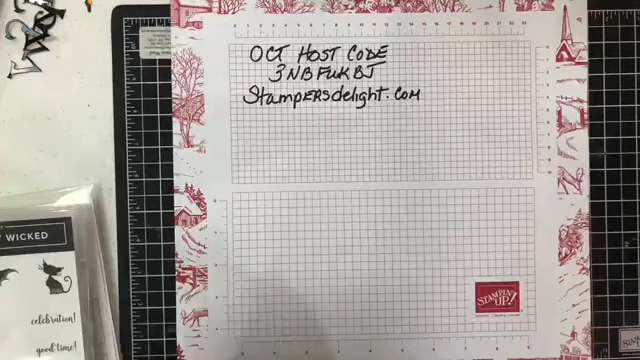 OCT HOST CODE
3NBFUKBJ
StampERSdelight.com
WICKED
celebration!
good time!
STAMPIN' UP!